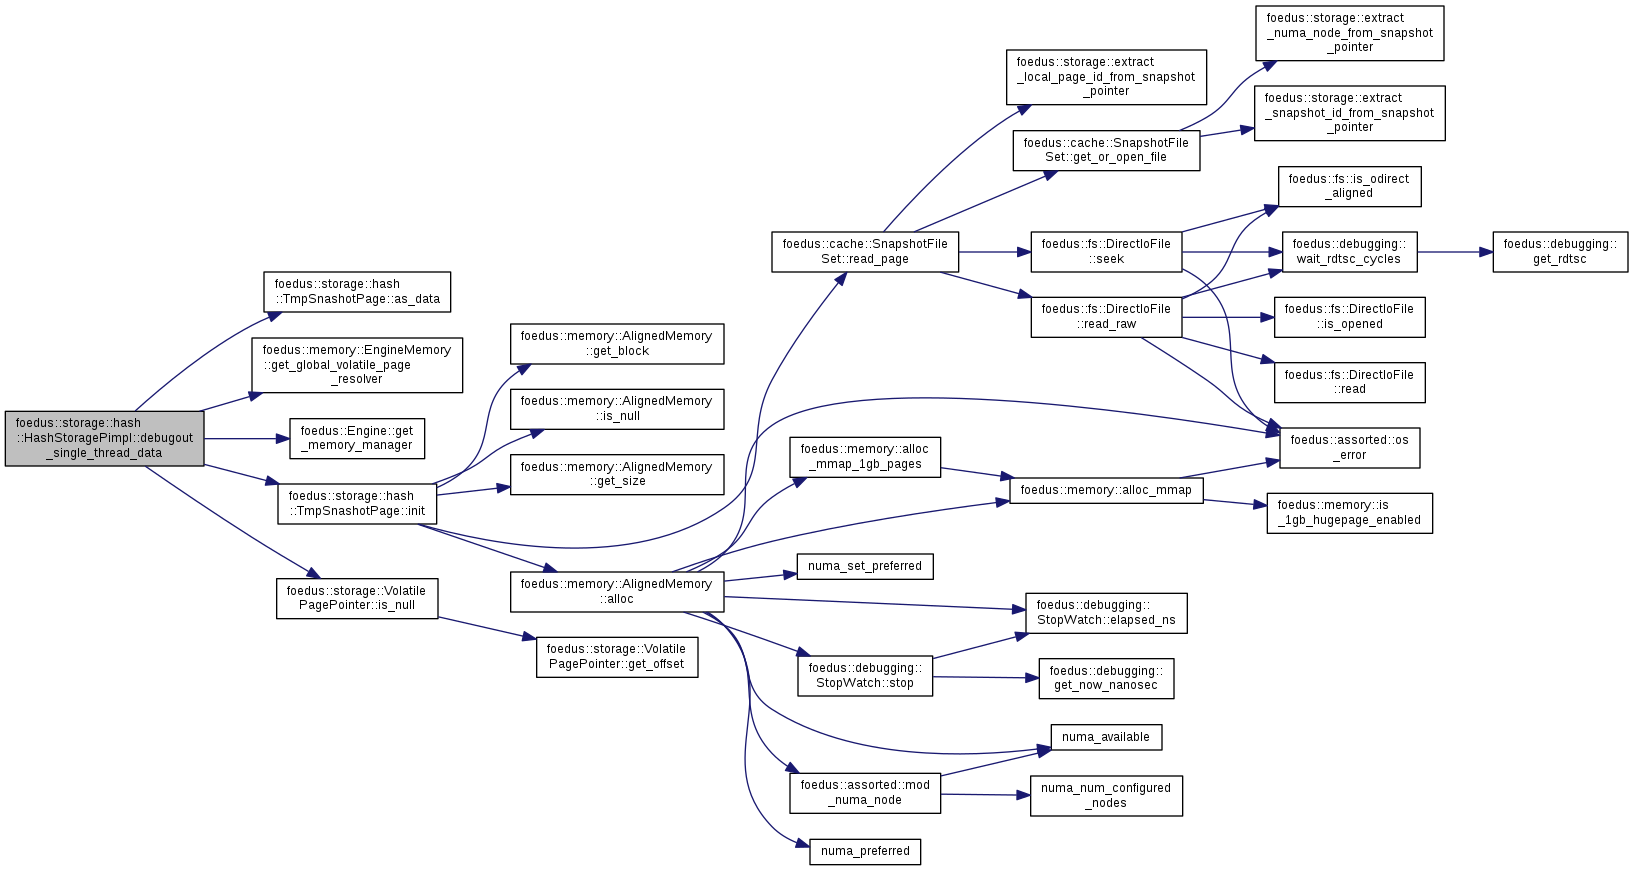 foedus::storage::hash
::HashStoragePimpl::debugout
_single_thread_data
foedus::storage::hash
::TmpSnashotPage::as_data
foedus::memory::EngineMemory
::get_global_volatile_page
_resolver
foedus::Engine::get
_memory_manager
foedus::storage::hash
::TmpSnashotPage::init
foedus::storage::Volatile
PagePointer::is_null
foedus::memory::AlignedMemory
::get_block
foedus::memory::AlignedMemory
::is_null
foedus::memory::AlignedMemory
::get_size
foedus::memory::AlignedMemory
::alloc
foedus::storage::Volatile
PagePointer::get_offset
foedus::cache::SnapshotFile
Set::read_page
foedus::memory::alloc
_mmap_1gb_pages
numa_set_preferred
foedus::debugging::
StopWatch::stop
foedus::assorted::mod
_numa_node
numa_preferred
foedus::storage::extract
_local_page_id_from_snapshot
_pointer
foedus::cache::SnapshotFile
Set::get_or_open_file
foedus::fs::DirectIoFile
::seek
foedus::fs::DirectIoFile
::read_raw
foedus::memory::alloc_mmap
foedus::debugging::
StopWatch::elapsed_ns
foedus::debugging::
get_now_nanosec
numa_available
numa_num_configured
_nodes
foedus::storage::extract
_numa_node_from_snapshot
_pointer
foedus::storage::extract
_snapshot_id_from_snapshot
_pointer
foedus::fs::is_odirect
_aligned
foedus::debugging::
wait_rdtsc_cycles
foedus::fs::DirectIoFile
::is_opened
foedus::fs::DirectIoFile
::read
foedus::assorted::os
_error
foedus::memory::is
_1gb_hugepage_enabled
foedus::debugging::
get_rdtsc